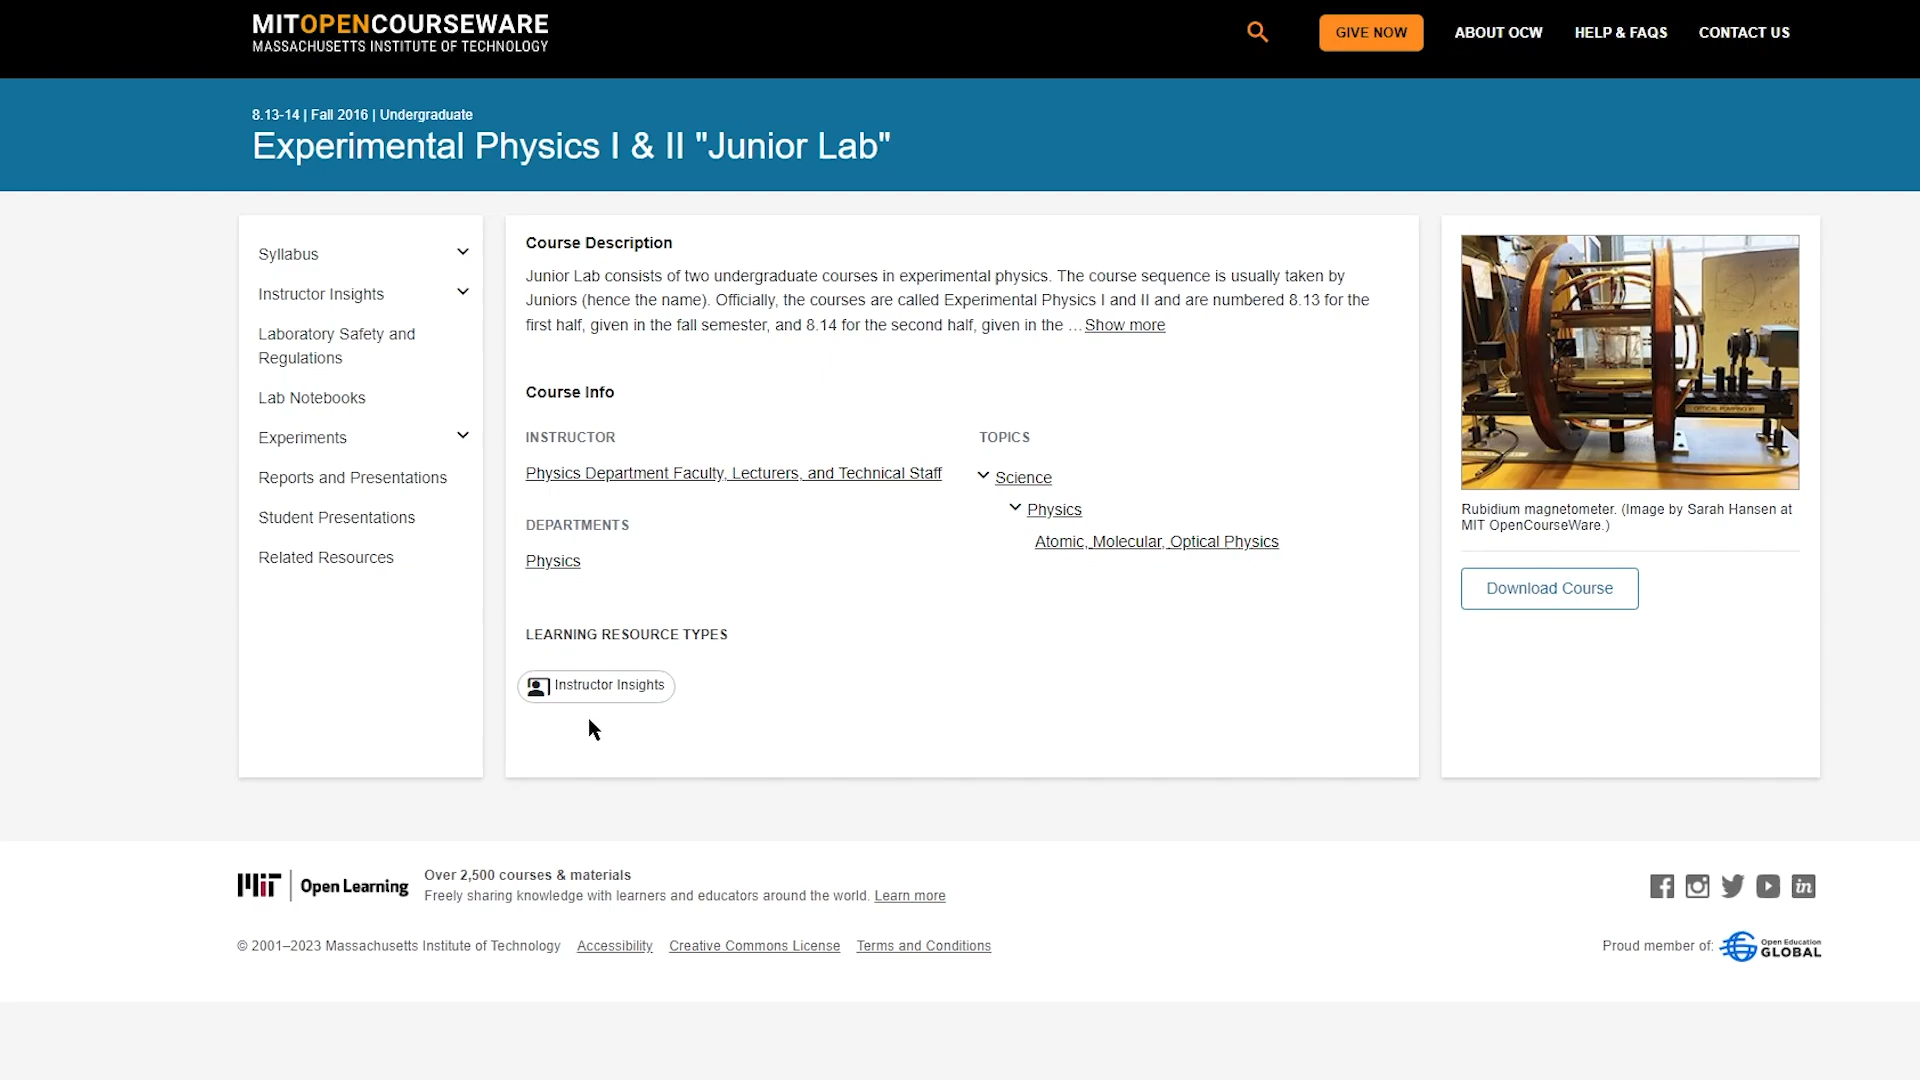 MITOPENCOURSEWARE
MASSACHUSETTS INSTITUTE OF TECHNOLOGY
GIVE NOW
ABOUT OCW
HELP & FAQS
CONTACT US
8.13-14 | Fall 2016 | Undergraduate
Experimental Physics I & II "Junior Lab"
Syllabus
Instructor Insights
Laboratory Safety and
Regulations
Lab Notebooks
Experiments
Reports and Presentations
Student Presentations
Related Resources
Course Description
Junior Lab consists of two undergraduate courses in experimental physics. The course sequence is usually taken by
Juniors (hence the name). Officially, the courses are called Experimental Physics I and II and are numbered 8.13 for the
first half, given in the fall semester, and 8.14 for the second half, given in the … Show more
Course Info
INSTRUCTOR
Physics Department Faculty, Lecturers, and Technical Staff
DEPARTMENTS
Physics
TOPICS
Science
Physics
Atomic, Molecular, Optical Physics
LEARNING RESOURCE TYPES
Instructor Insights
OPTICAL PUMPING
Rubidium magnetometer. (Image by Sarah Hansen at
MIT OpenCourseWare.)
Download Course
MIT Open Learning
Over 2,500 courses & materials
Freely sharing knowledge with learners and educators around the world. Learn more
© 2001–2023 Massachusetts Institute of Technology Accessibility Creative Commons License Terms and Conditions
in
Proud member of:
Open Education
GLOBAL